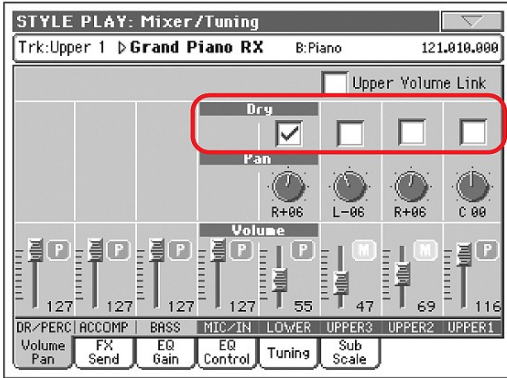 STYLE PLAY: Mixer/Tuning
Trk:Upper 1 Grand Piano RX B:Piano 121.010.000
Upper Volume Link
Dry
Pan
R+06 L-06 R+06 C 00
Volume
P P P P P M M P
127 127 127 127 55 47 69 116
DR/PERC ACCOMP BASS MIC/IN LOWER UPPER3 UPPER2 UPPER1
Volume Pan FX Send EQ Gain EQ Control Tuning Sub Scale